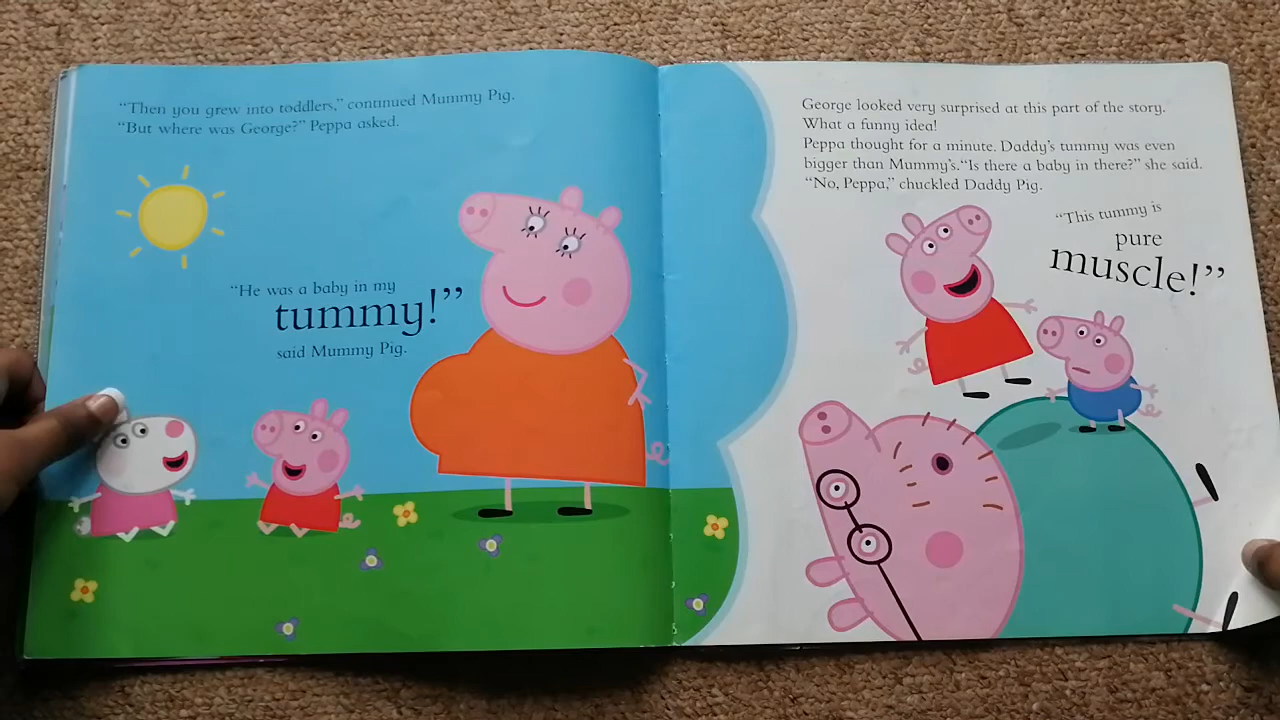 “Then you grew into toddlers,” continued Mummy Pig.
“But where was George?” Peppa asked.
“He was a baby in my
tummy!”
said Mummy Pig.
George looked very surprised at this part of the story.
What a funny idea!
Peppa thought for a minute. Daddy’s tummy was even
bigger than Mummy’s.“Is there a baby in there?” she said.
“No, Peppa,” chuckled Daddy Pig.
“This tummy is
pure
muscle!”